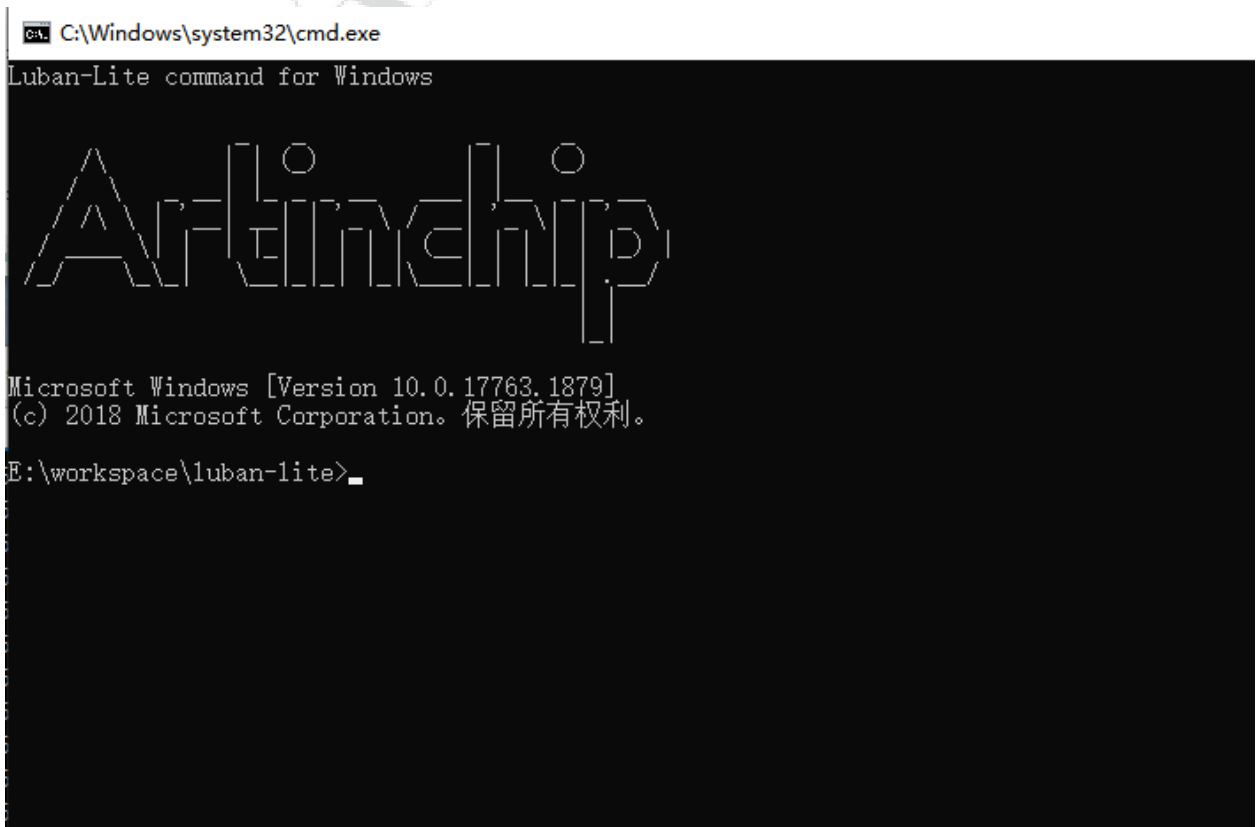 C:\Windows\system32\cmd.exe
Luban-Lite command for Windows
Artinchip
Microsoft Windows [Version 10.0.17763.1879]
(c) 2018 Microsoft Corporation。保留所有权利。
E:\workspace\luban-lite>